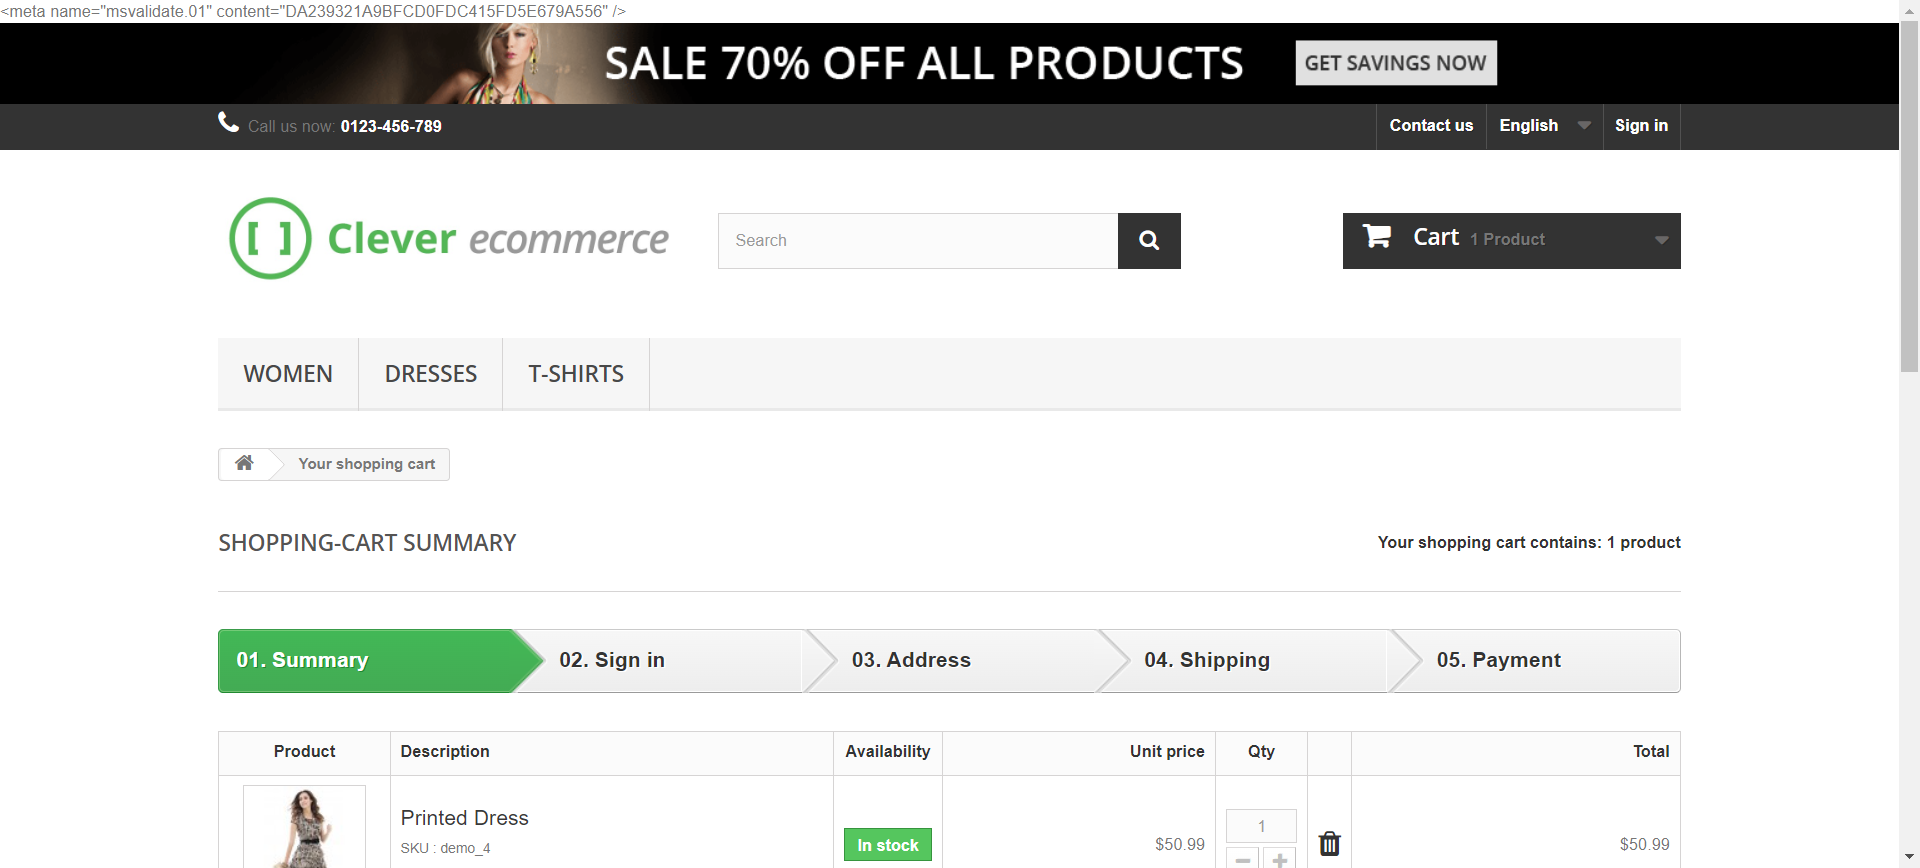 <meta name="msvalidate.01" content="DA239321A9BFCD0FDC415FD5E679A556" />
SALE 70% OFF ALL PRODUCTS
GET SAVINGS NOW
Call us now: 0123-456-789
Contact us
English
Sign in
[ ] Clever ecommerce
Search
Cart 1 Product
WOMEN
DRESSES
T-SHIRTS
Your shopping cart
SHOPPING-CART SUMMARY
Your shopping cart contains: 1 product
01. Summary
02. Sign in
03. Address
04. Shipping
05. Payment
Product
Description
Availability
Unit price
Qty
Total
Printed Dress
SKU : demo_4
In stock
$50.99
1
$50.99